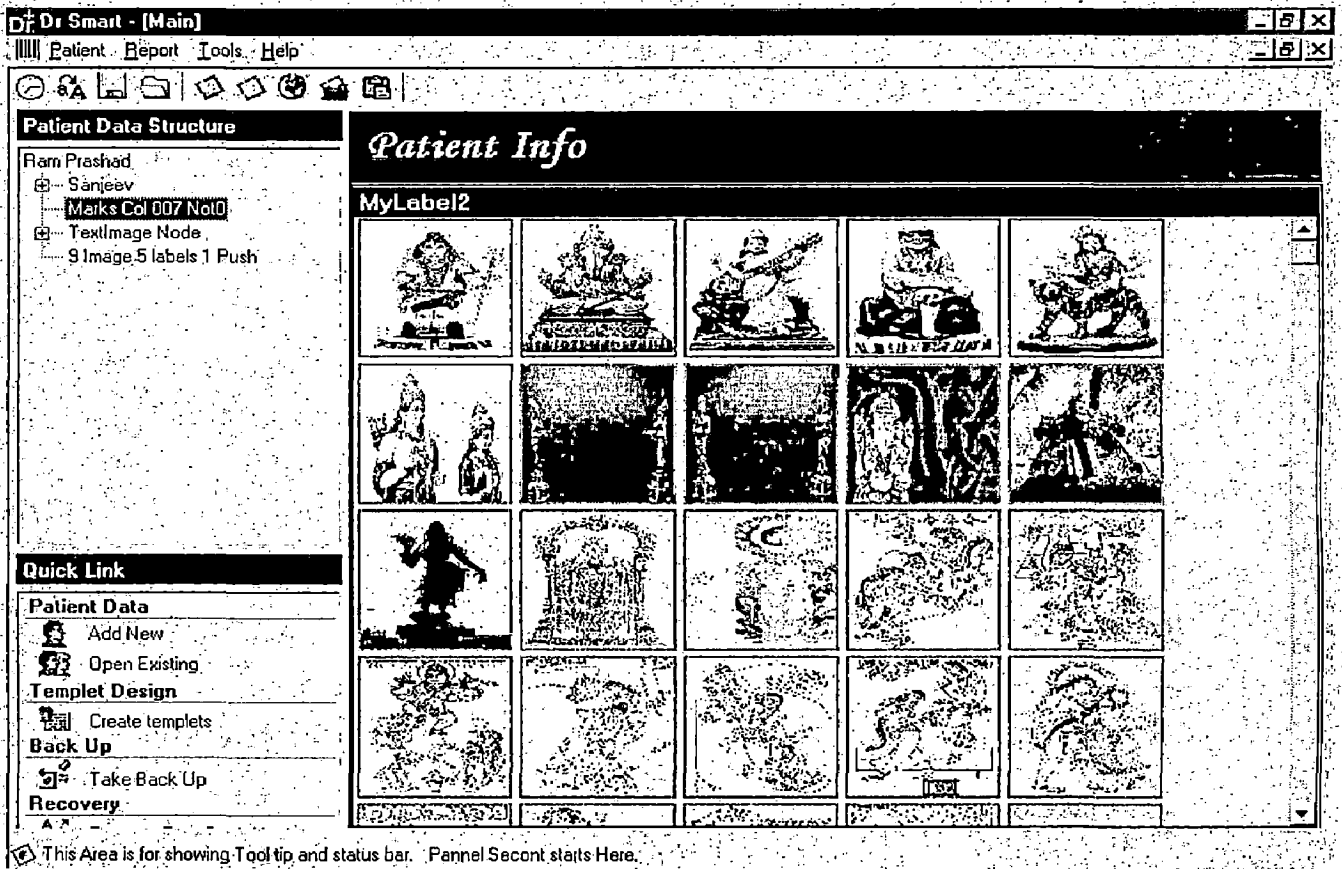 Dr Dr Smart - [Main]
Patient Report Tools Help
Patient Data Structure
Ram Prashad
Sanjeev
Marks Col 007 Not0
TextImage Node
9 Image 5 labels 1 Push
Quick Link
Patient Data
Add New
Open Existing
Templet Design
Create templets
Back Up
Take Back Up
Recovery
Patient Info
MyLabel2
This Area is for showing Tool tip and status bar. Pannel Secont starts Here.